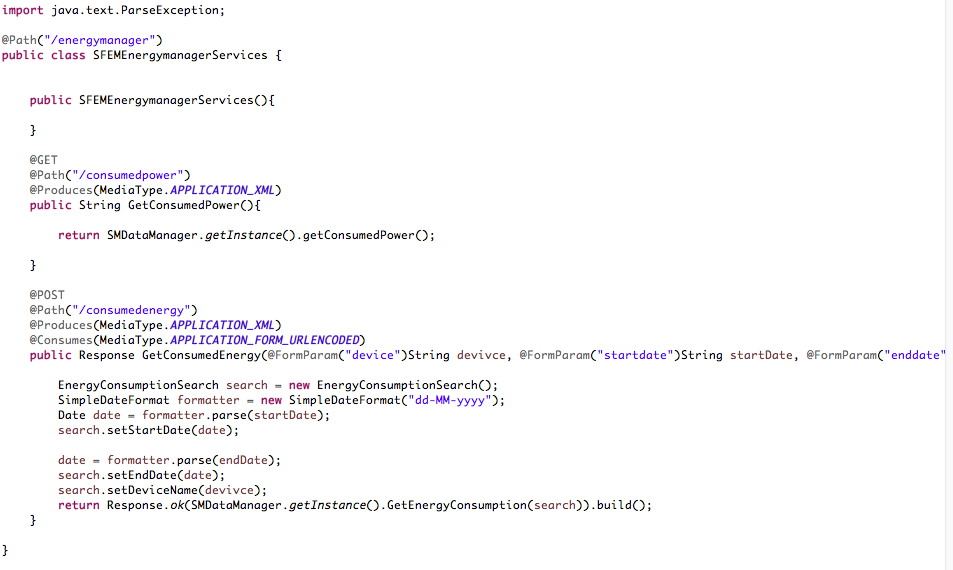 import java.text.ParseException;
@Path("/energymanager")
public class SFEMEnergymanagerServices {
public SFEMEnergymanagerServices(){
}
@GET
@Path("/consumedpower")
@Produces(MediaType.APPLICATION_XML)
public String GetConsumedPower(){
return SMDataManager.getInstance().getConsumedPower();
}
@POST
@Path("/consumedenergy")
@Produces(MediaType.APPLICATION_XML)
@Consumes(MediaType.APPLICATION_FORM_URLENCODED)
public Response GetConsumedEnergy(@FormParam("device")String devivce, @FormParam("startdate")String startDate, @FormParam("enddate"
EnergyConsumptionSearch search = new EnergyConsumptionSearch();
SimpleDateFormat formatter = new SimpleDateFormat("dd-MM-yyyy");
Date date = formatter.parse(startDate);
search.setStartDate(date);
date = formatter.parse(endDate);
search.setEndDate(date);
search.setDeviceName(devivce);
return Response.ok(SMDataManager.getInstance().GetEnergyConsumption(search)).build();
}
}